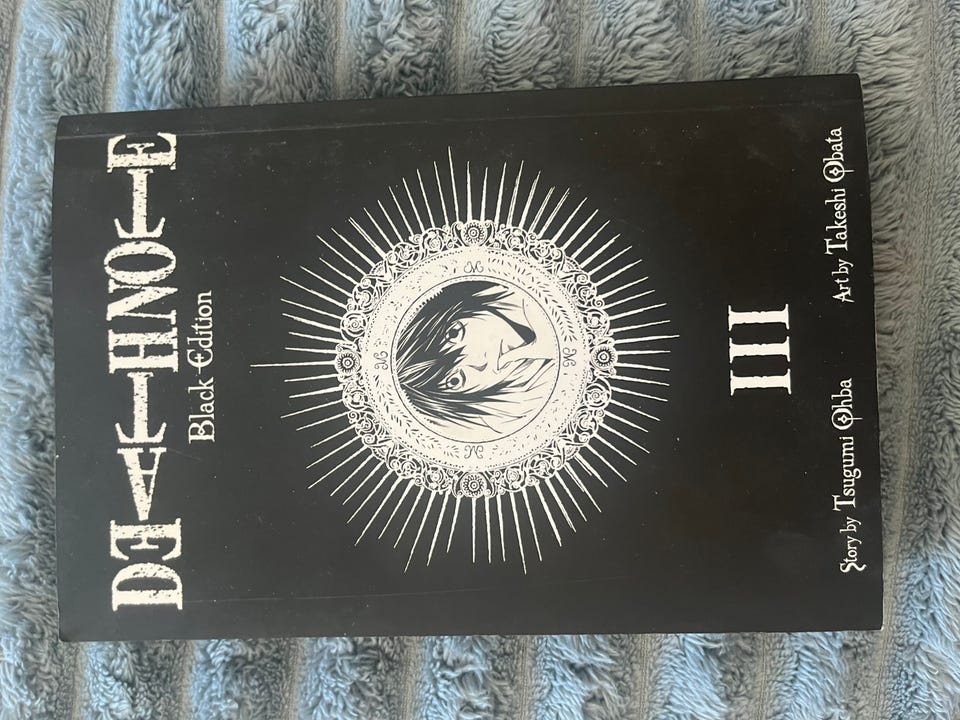 DEATH NOTE
Black Edition
III
Story by Tsugumi Ohba Art by Takeshi Obata